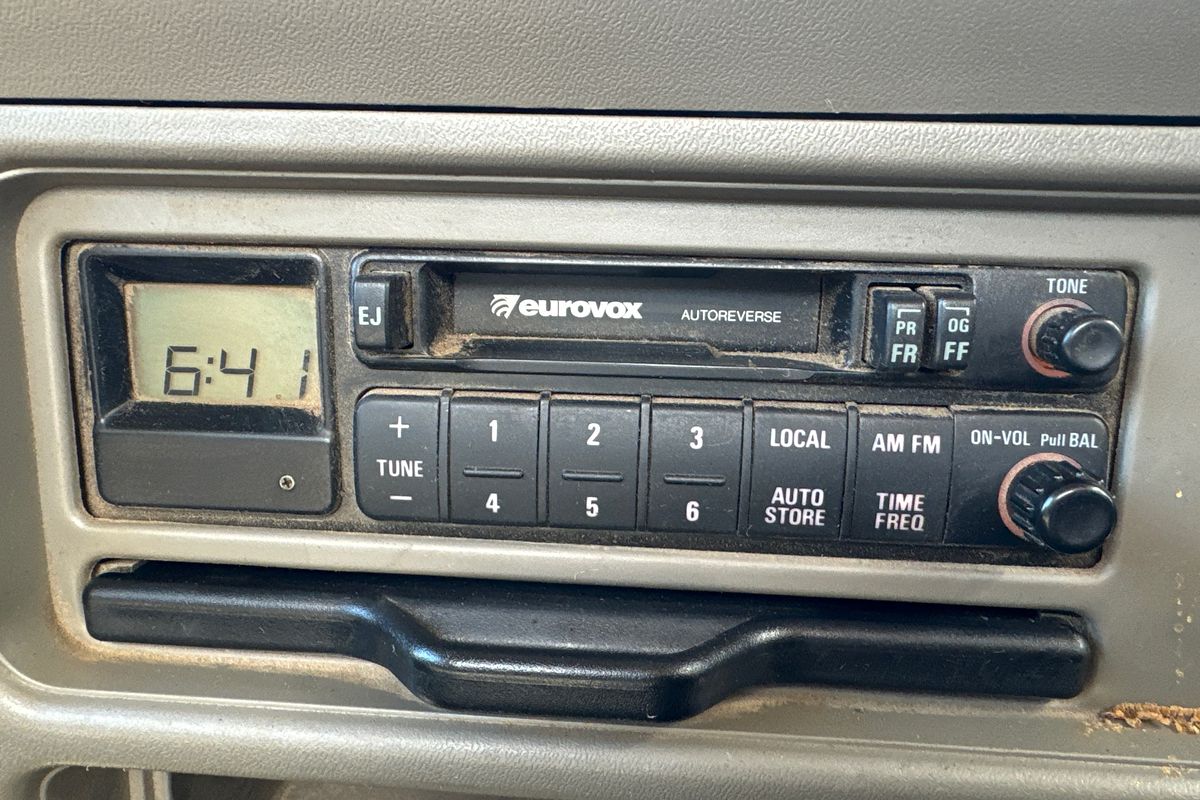 6:41
EJ
eurovox
AUTOREVERSE
PR
FR
OG
FF
TONE
+
TUNE
−
1
4
2
5
3
6
LOCAL
AUTO
STORE
AM FM
TIME
FREQ
ON-VOL Pull BAL